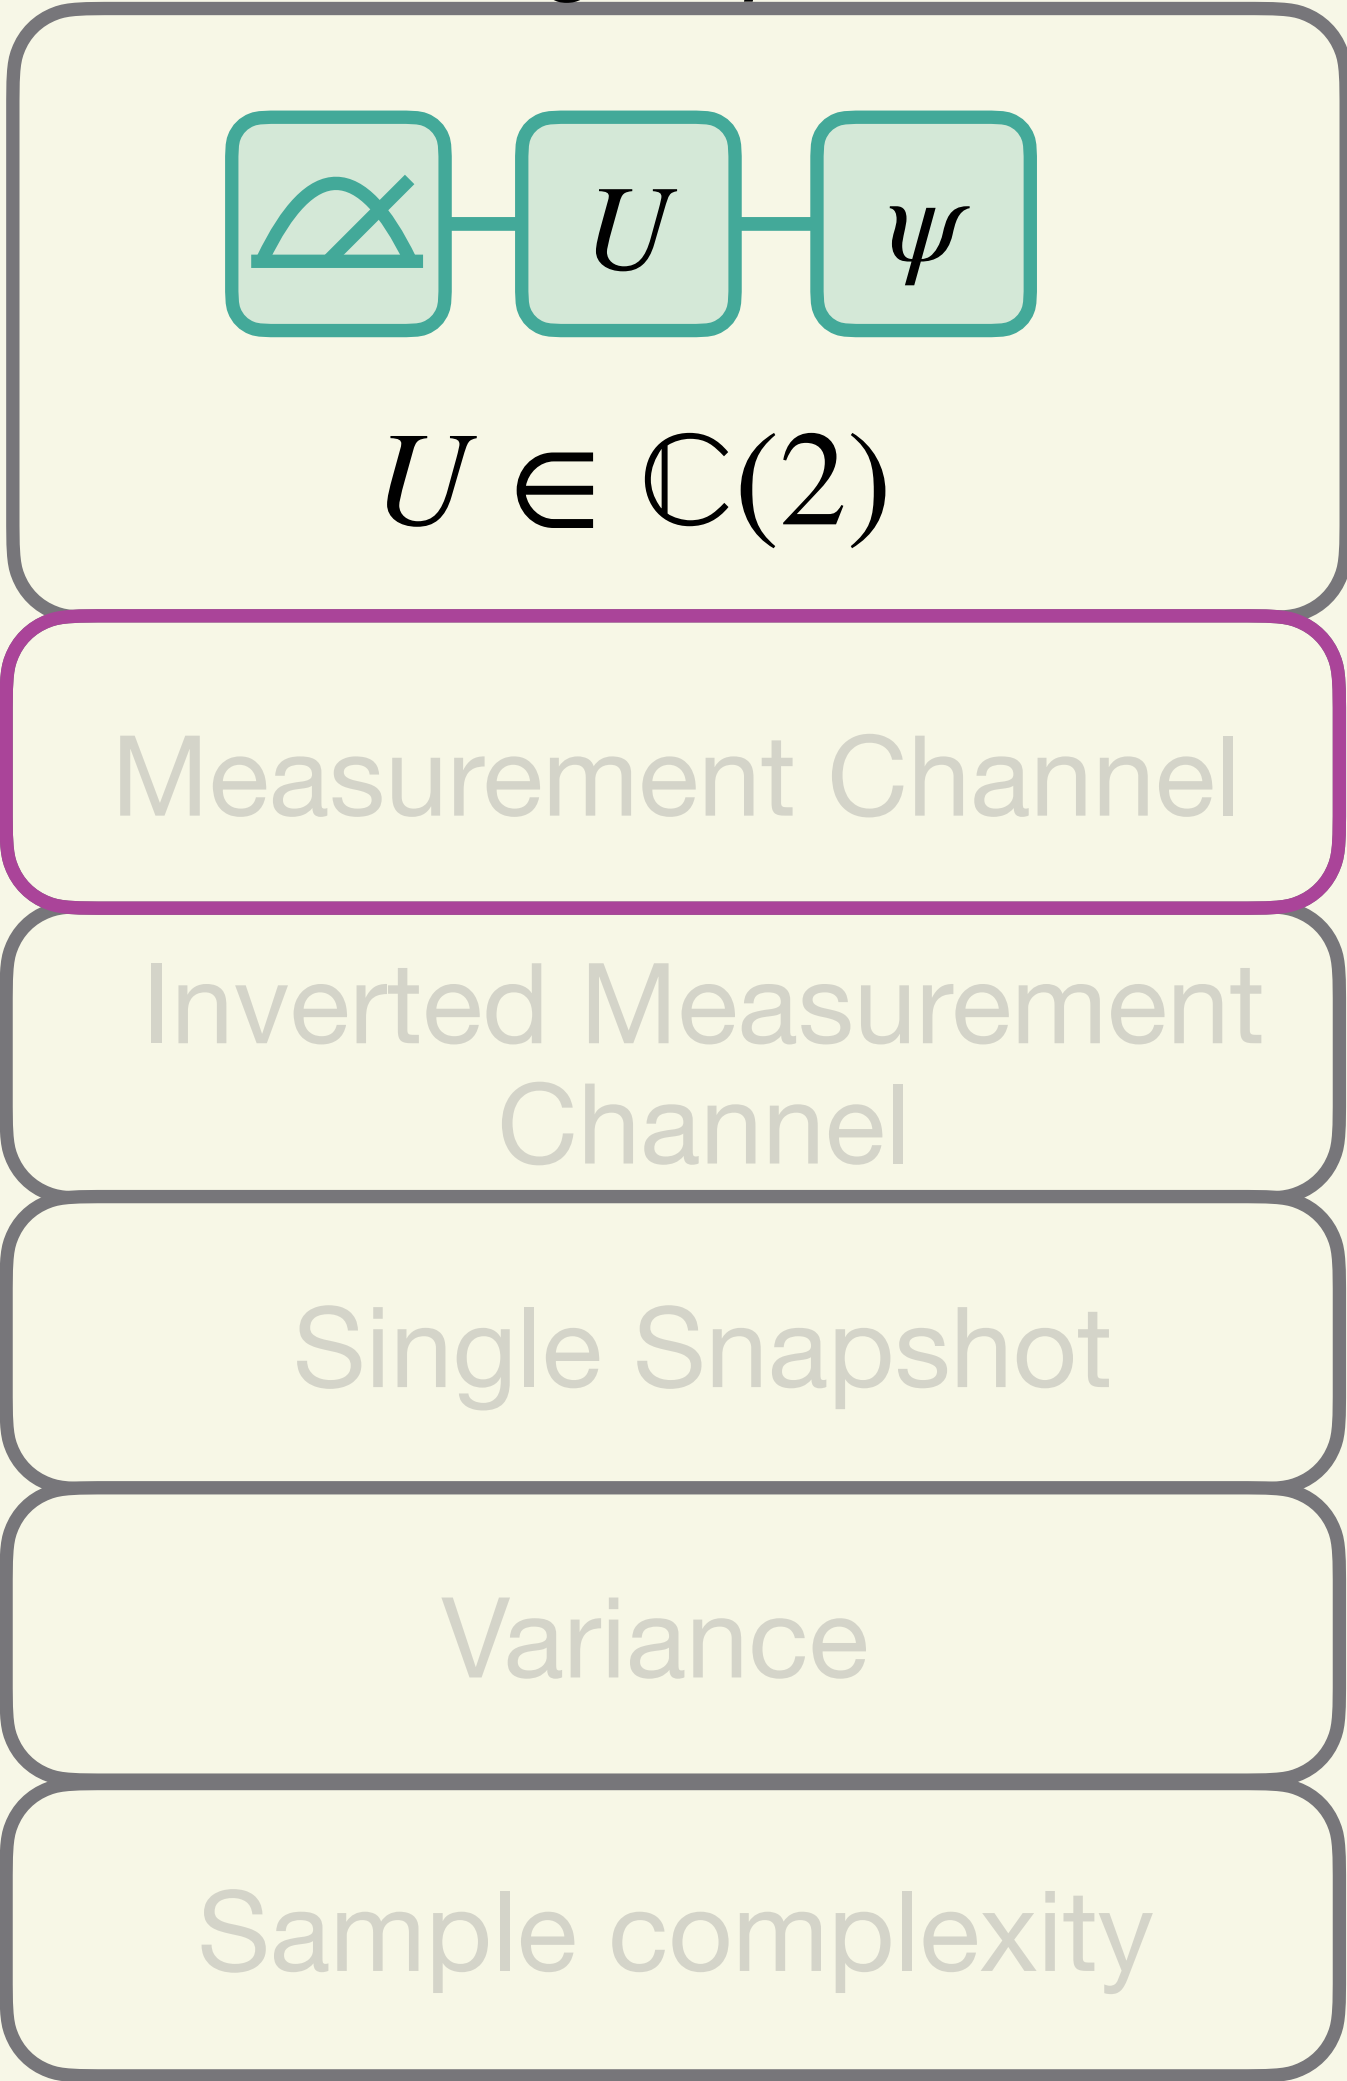 U
ψ
U ∈ ℂ(2)
Measurement Channel
Inverted Measurement
Channel
Single Snapshot
Variance
Sample complexity